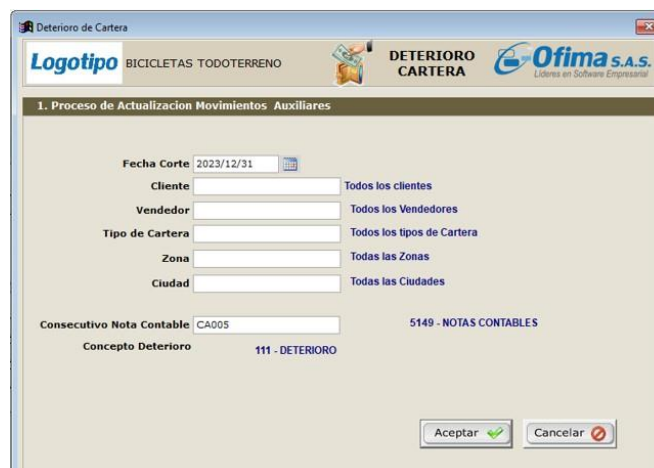 Deterioro de Cartera
Logotipo BICICLETAS TODOTERRENO DETERIORO CARTERA Ofima S.A.S.
Líderes en Software Empresarial
1. Proceso de Actualizacion Movimientos Auxiliares
Fecha Corte 2023/12/31
Cliente Todos los clientes
Vendedor Todos los Vendedores
Tipo de Cartera Todos los tipos de Cartera
Zona Todas las Zonas
Ciudad Todas las Ciudades
Consecutivo Nota Contable CA005 5149 - NOTAS CONTABLES
Concepto Deterioro 111 - DETERIORO
Aceptar Cancelar